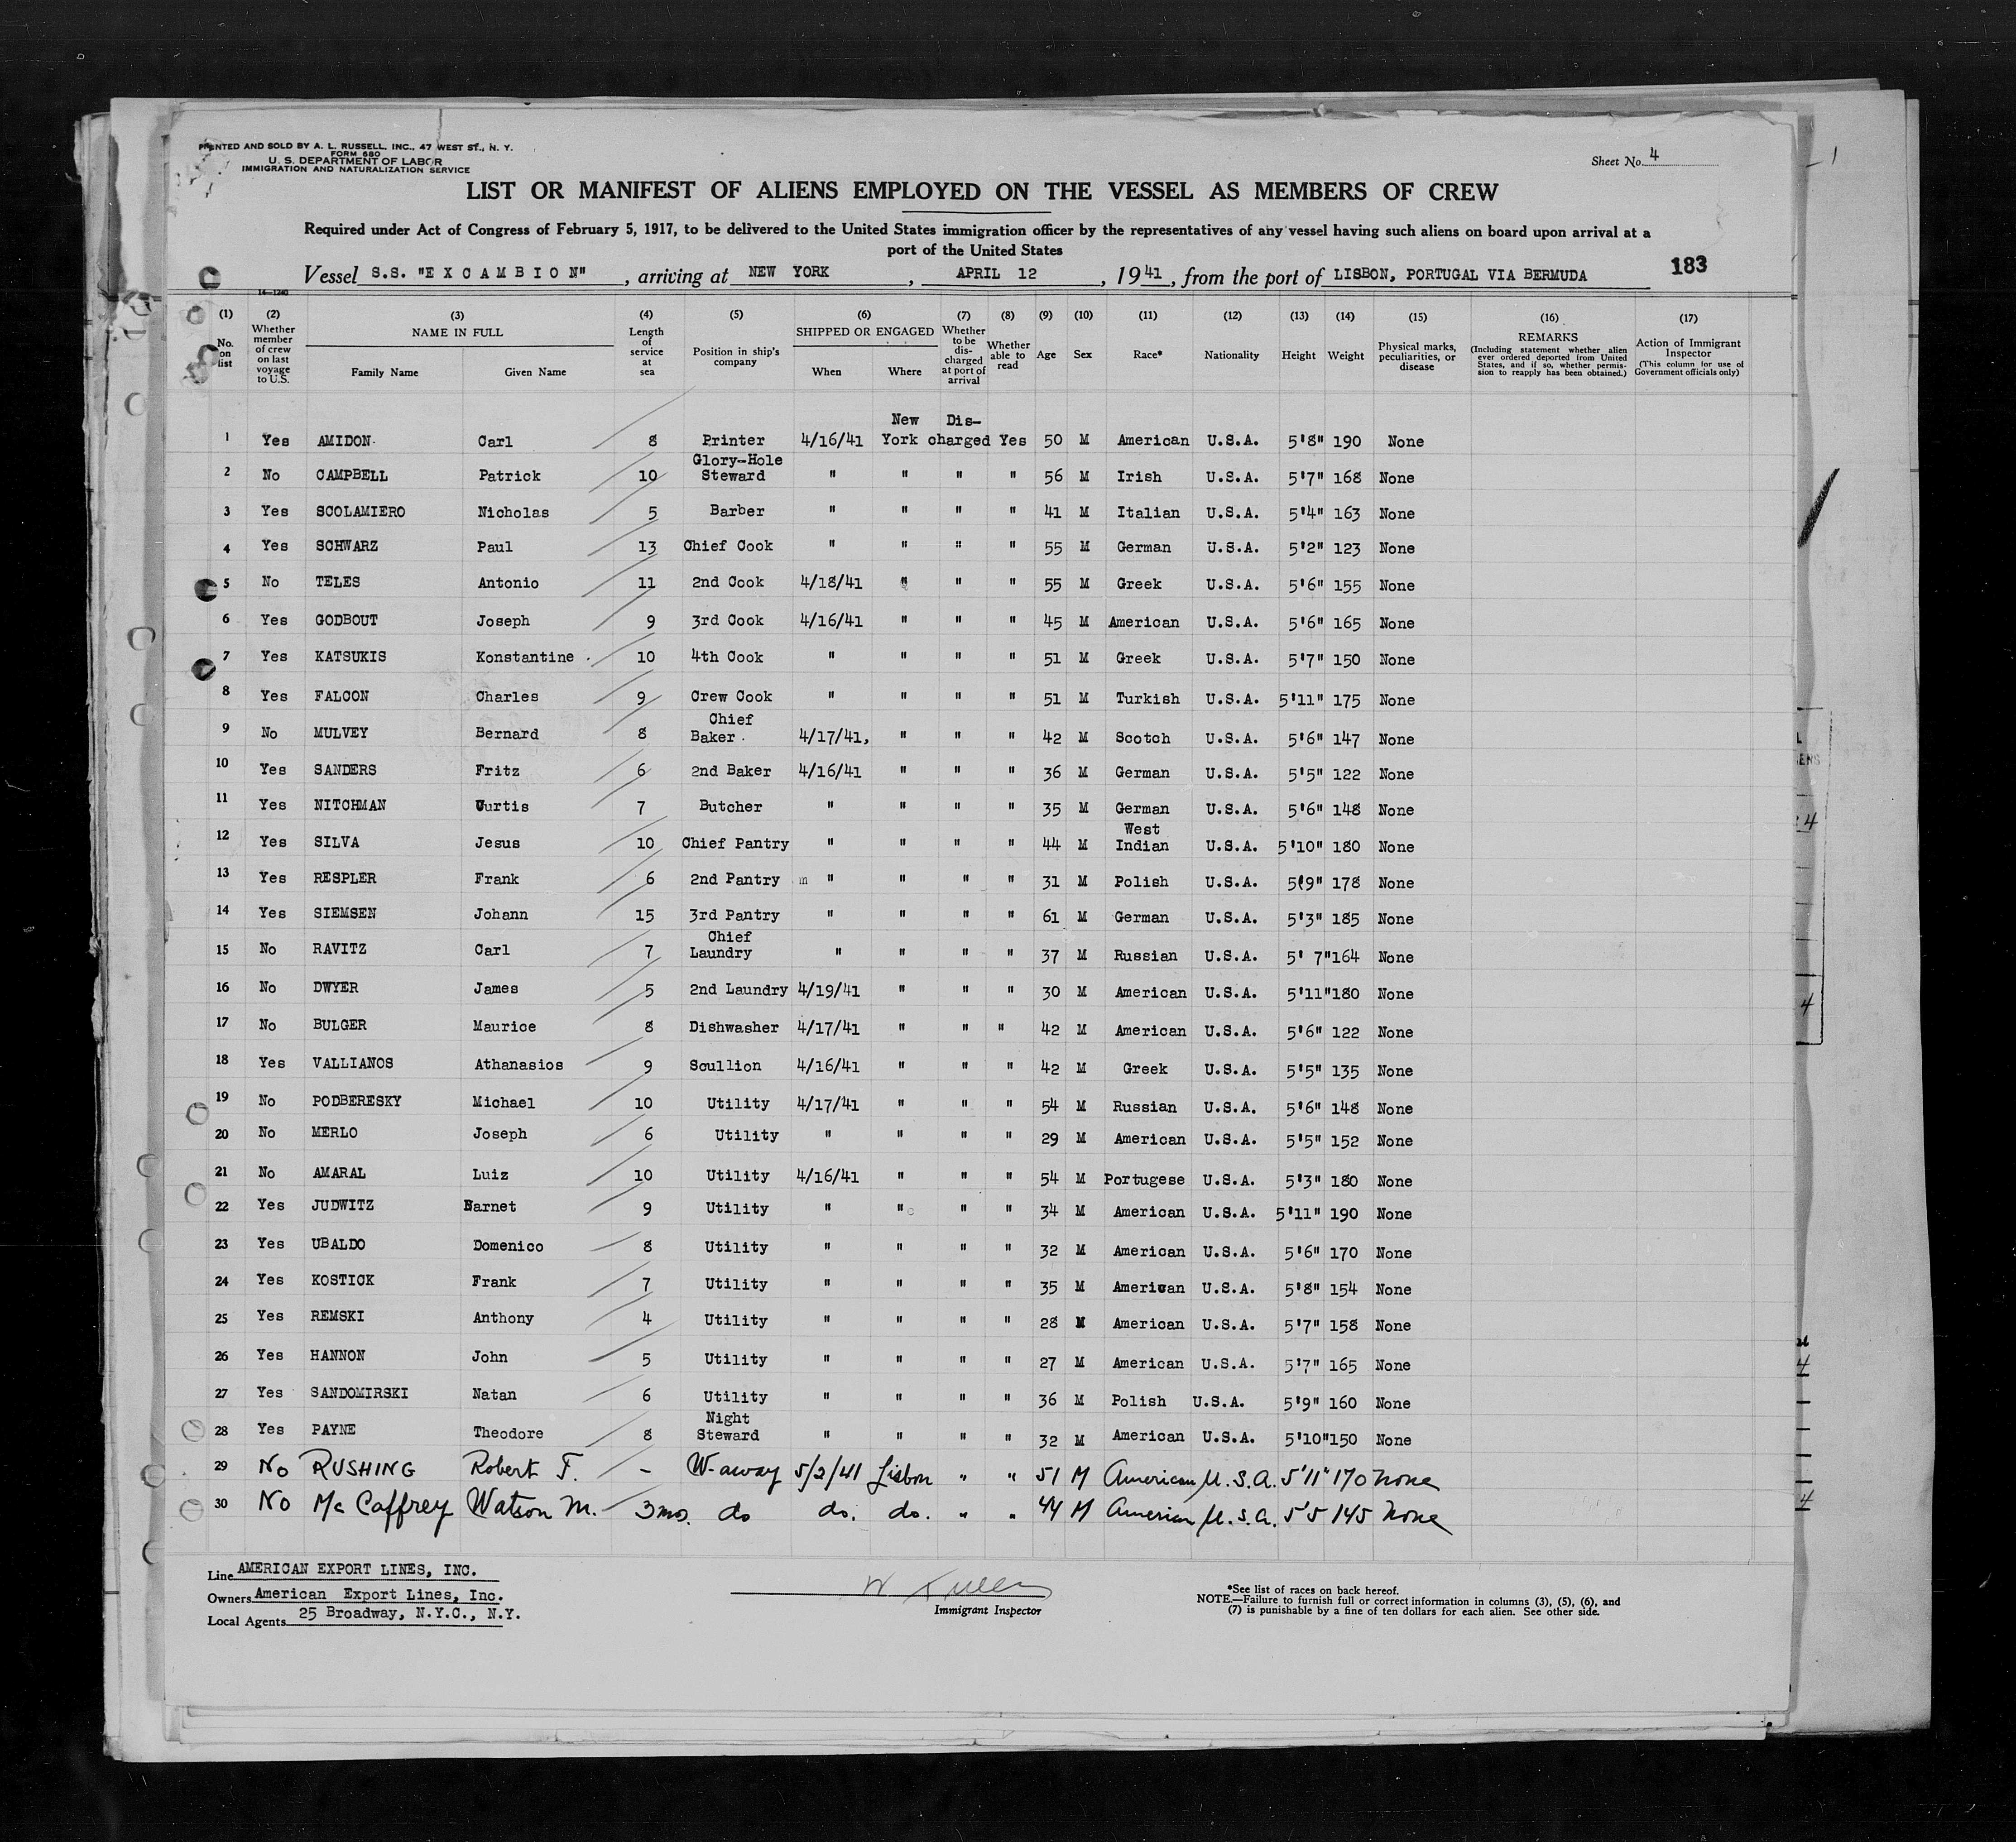 PRINTED AND SOLD BY A. L. RUSSELL, INC., 47 WEST ST., N. Y.
FORM 680
U. S. DEPARTMENT OF LABOR
IMMIGRATION AND NATURALIZATION SERVICE
Sheet No. 4
LIST OR MANIFEST OF ALIENS EMPLOYED ON THE VESSEL AS MEMBERS OF CREW
Required under Act of Congress of February 5, 1917, to be delivered to the United States immigration officer by the representatives of any vessel having such aliens on board upon arrival at a
port of the United States
Vessel S.S. "EXCAMBION", arriving at NEW YORK, APRIL 12, 1941, from the port of LISBON, PORTUGAL VIA BERMUDA 183
14—1240
(1) (2) (3) (4) (5) (6) (7) (8) (9) (10) (11) (12) (13) (14) (15) (16) (17)
No. on list
Whether member of crew on last voyage to U.S.
NAME IN FULL
Family Name Given Name
Length of service at sea
Position in ship's company
SHIPPED OR ENGAGED
When Where
Whether to be discharged at port of arrival
Whether able to read
Age Sex Race* Nationality Height Weight
Physical marks, peculiarities, or disease
REMARKS
(Including statement whether alien ever ordered deported from United States, and if so, whether permission to reapply has been obtained.)
Action of Immigrant Inspector
(This column for use of Government officials only)
1 Yes AMIDON Carl 8 Printer 4/16/41 New York Dis-charged Yes 50 M American U.S.A. 5'8" 190 None
2 No CAMPBELL Patrick 10 Glory-Hole Steward " " " " 56 M Irish U.S.A. 5'7" 168 None
3 Yes SCOLAMIERO Nicholas 5 Barber " " " " 41 M Italian U.S.A. 5'4" 163 None
4 Yes SCHWARZ Paul 13 Chief Cook " " " " 55 M German U.S.A. 5'2" 123 None
5 No TELES Antonio 11 2nd Cook 4/18/41 " " " 55 M Greek U.S.A. 5'6" 155 None
6 Yes GODBOUT Joseph 9 3rd Cook 4/16/41 " " " 45 M American U.S.A. 5'6" 165 None
7 Yes KATSUKIS Konstantine 10 4th Cook " " " " 51 M Greek U.S.A. 5'7" 150 None
8 Yes FALCON Charles 9 Crew Cook " " " " 51 M Turkish U.S.A. 5'11" 175 None
9 No MULVEY Bernard 8 Chief Baker 4/17/41, " " " 42 M Scotch U.S.A. 5'6" 147 None
10 Yes SANDERS Fritz 6 2nd Baker 4/16/41 " " " 36 M German U.S.A. 5'5" 122 None
11 Yes NITCHMAN Curtis 7 Butcher " " " " 35 M German U.S.A. 5'6" 148 None
12 Yes SILVA Jesus 10 Chief Pantry " " " " 44 M West Indian U.S.A. 5'10" 180 None
13 Yes RESPLER Frank 6 2nd Pantry " " " " 31 M Polish U.S.A. 5'9" 178 None
14 Yes SIEMSEN Johann 15 3rd Pantry " " " " 61 M German U.S.A. 5'3" 185 None
15 No RAVITZ Carl 7 Chief Laundry " " " " 37 M Russian U.S.A. 5' 7" 164 None
16 No DWYER James 5 2nd Laundry 4/19/41 " " " 30 M American U.S.A. 5'11" 180 None
17 No BULGER Maurice 8 Dishwasher 4/17/41 " " " 42 M American U.S.A. 5'6" 122 None
18 Yes VALLIANOS Athanasios 9 Scullion 4/16/41 " " " 42 M Greek U.S.A. 5'5" 135 None
19 No PODBERESKY Michael 10 Utility 4/17/41 " " " 54 M Russian U.S.A. 5'6" 148 None
20 No MERLO Joseph 6 Utility " " " " 29 M American U.S.A. 5'5" 152 None
21 No AMARAL Luiz 10 Utility 4/16/41 " " " 54 M Portugese U.S.A. 5'3" 180 None
22 Yes JUDWITZ Barnet 9 Utility " " " " 34 M American U.S.A. 5'11" 190 None
23 Yes UBALDO Domenico 8 Utility " " " " 32 M American U.S.A. 5'6" 170 None
24 Yes KOSTICK Frank 7 Utility " " " " 35 M American U.S.A. 5'8" 154 None
25 Yes REMSKI Anthony 4 Utility " " " " 28 M American U.S.A. 5'7" 158 None
26 Yes HANNON John 5 Utility " " " " 27 M American U.S.A. 5'7" 165 None
27 Yes SANDOMIRSKI Natan 6 Utility " " " " 36 M Polish U.S.A. 5'9" 160 None
28 Yes PAYNE Theodore 8 Night Steward " " " " 32 M American U.S.A. 5'10" 150 None
29 No RUSHING Robert F. - W-away 5/2/41 Lisbon " " 51 M American U.S.A. 5'11" 170 None
30 No McCaffrey Watson M. 3 mos. do do. do. " " 44 M American U.S.A. 5'5 145 None
Line AMERICAN EXPORT LINES, INC.
Owners American Export Lines, Inc.
Local Agents 25 Broadway, N.Y.C., N.Y.
Immigrant Inspector
*See list of races on back hereof.
NOTE.—Failure to furnish full or correct information in columns (3), (5), (6), and
(7) is punishable by a fine of ten dollars for each alien. See other side.